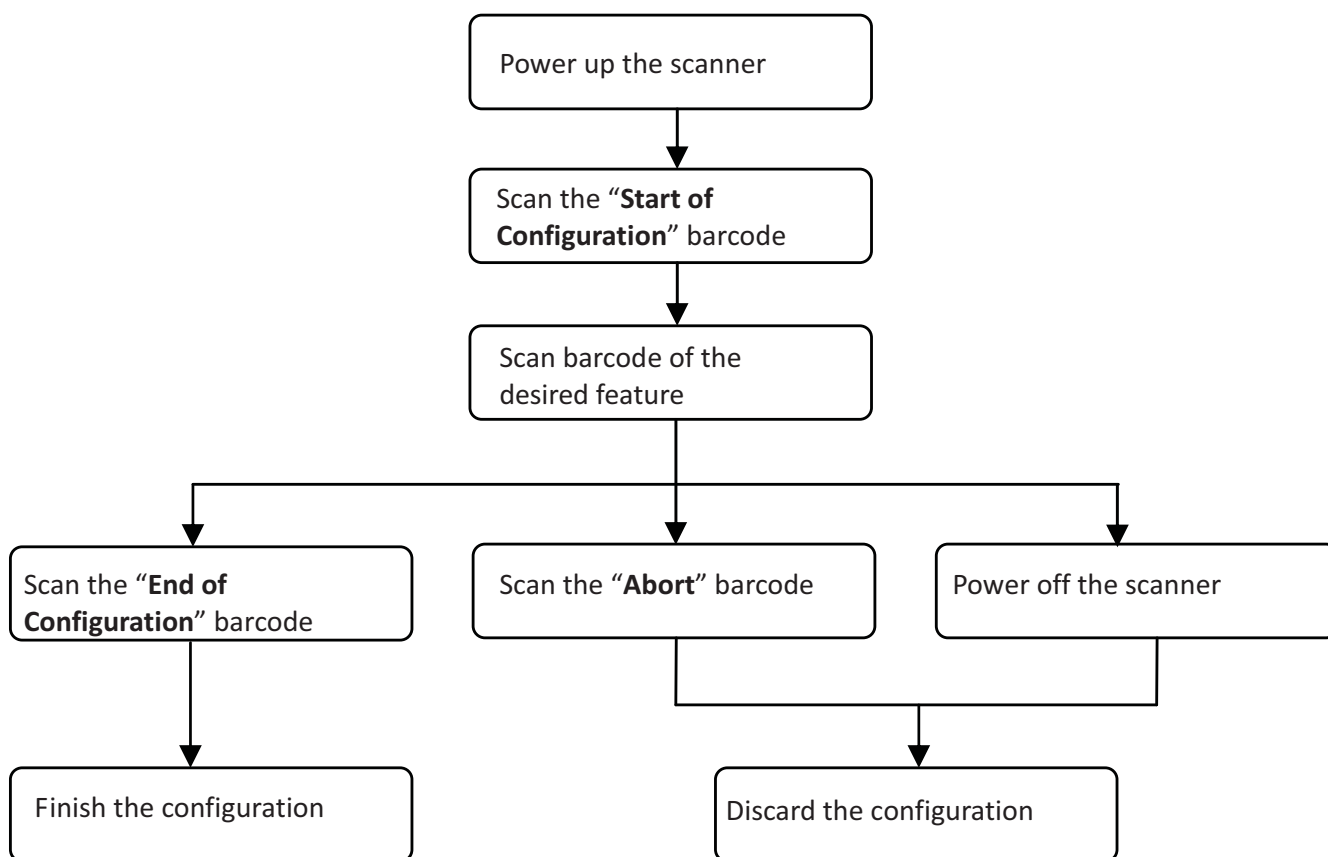 Power up the scanner
Scan the “Start of
Configuration” barcode
Scan barcode of the
desired feature
Scan the “End of
Configuration” barcode
Scan the “Abort” barcode
Power off the scanner
Finish the configuration
Discard the configuration